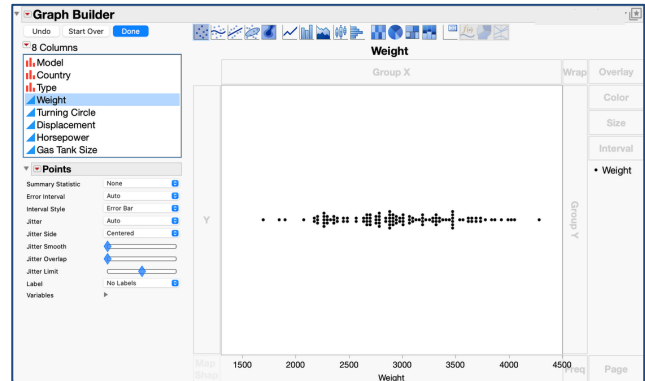 Graph Builder
Undo Start Over Done
8 Columns
Model
Country
Type
Weight
Turning Circle
Displacement
Horsepower
Gas Tank Size
Points
Summary Statistic None
Error Interval Auto
Interval Style Error Bar
Jitter Auto
Jitter Side Centered
Jitter Smooth
Jitter Overlap
Jitter Limit
Label No Labels
Variables
Weight
Group X
Wrap
Overlay
Color
Size
Interval
• Weight
Y
Group Y
Map
Shape
1500 2000 2500 3000 3500 4000 4500
Weight
Freq
Page